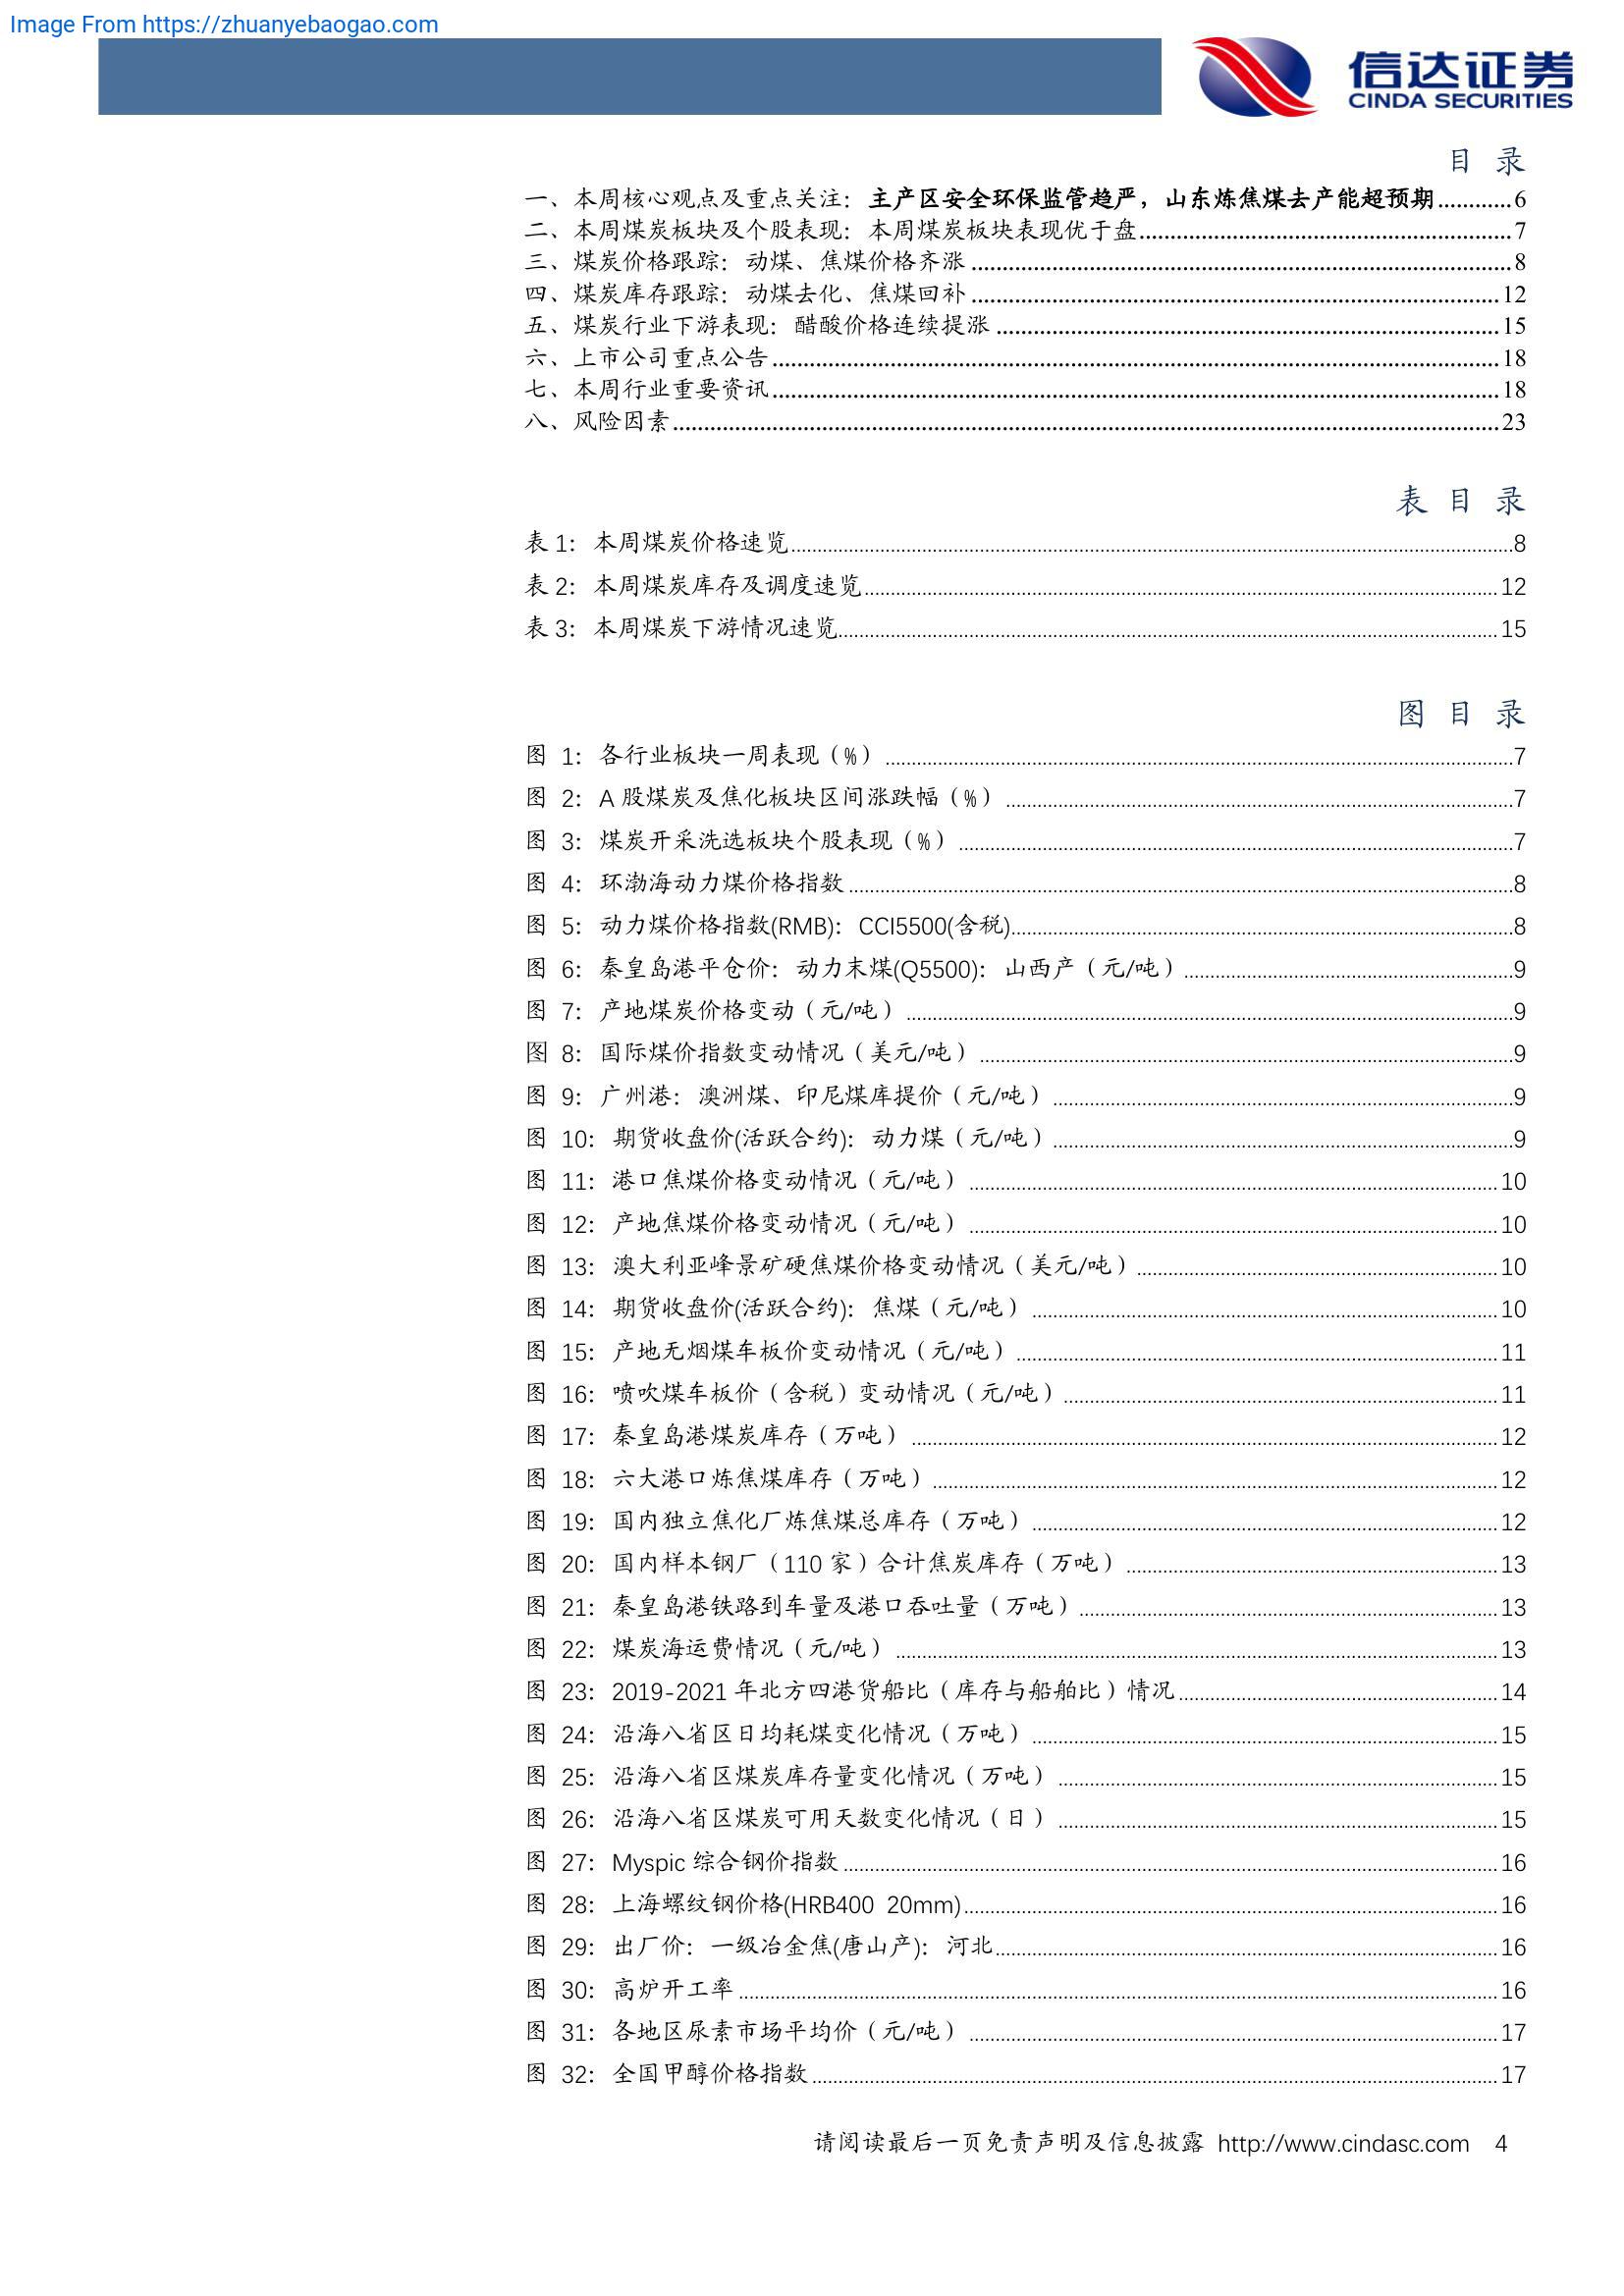 Image From https://zhuanyebaogao.com
信达证券
CINDA SECURITIES
目 录
一、本周核心观点及重点关注：主产区安全环保监管趋严，山东炼焦煤去产能超预期............6
二、本周煤炭板块及个股表现：本周煤炭板块表现优于盘............7
三、煤炭价格跟踪：动煤、焦煤价格齐涨............8
四、煤炭库存跟踪：动煤去化、焦煤回补............12
五、煤炭行业下游表现：醋酸价格连续提涨............15
六、上市公司重点公告............18
七、本周行业重要资讯............18
八、风险因素............23
表 目 录
表 1：本周煤炭价格速览............8
表 2：本周煤炭库存及调度速览............12
表 3：本周煤炭下游情况速览............15
图 目 录
图 1：各行业板块一周表现（%）............7
图 2：A 股煤炭及焦化板块区间涨跌幅（%）............7
图 3：煤炭开采洗选板块个股表现（%）............7
图 4：环渤海动力煤价格指数............8
图 5：动力煤价格指数(RMB)：CCI5500(含税)............8
图 6：秦皇岛港平仓价：动力末煤(Q5500)：山西产（元/吨）............9
图 7：产地煤炭价格变动（元/吨）............9
图 8：国际煤价指数变动情况（美元/吨）............9
图 9：广州港：澳洲煤、印尼煤库提价（元/吨）............9
图 10：期货收盘价(活跃合约)：动力煤（元/吨）............9
图 11：港口焦煤价格变动情况（元/吨）............10
图 12：产地焦煤价格变动情况（元/吨）............10
图 13：澳大利亚峰景矿硬焦煤价格变动情况（美元/吨）............10
图 14：期货收盘价(活跃合约)：焦煤（元/吨）............10
图 15：产地无烟煤车板价变动情况（元/吨）............11
图 16：喷吹煤车板价（含税）变动情况（元/吨）............11
图 17：秦皇岛港煤炭库存（万吨）............12
图 18：六大港口炼焦煤库存（万吨）............12
图 19：国内独立焦化厂炼焦煤总库存（万吨）............12
图 20：国内样本钢厂（110 家）合计焦炭库存（万吨）............13
图 21：秦皇岛港铁路到车量及港口吞吐量（万吨）............13
图 22：煤炭海运费情况（元/吨）............13
图 23：2019-2021 年北方四港货船比（库存与船舶比）情况............14
图 24：沿海八省区日均耗煤变化情况（万吨）............15
图 25：沿海八省区煤炭库存量变化情况（万吨）............15
图 26：沿海八省区煤炭可用天数变化情况（日）............15
图 27：Myspic 综合钢价指数............16
图 28：上海螺纹钢价格(HRB400 20mm)............16
图 29：出厂价：一级冶金焦(唐山产)：河北............16
图 30：高炉开工率............16
图 31：各地区尿素市场平均价（元/吨）............17
图 32：全国甲醇价格指数............17
请阅读最后一页免责声明及信息披露 http://www.cindasc.com 4